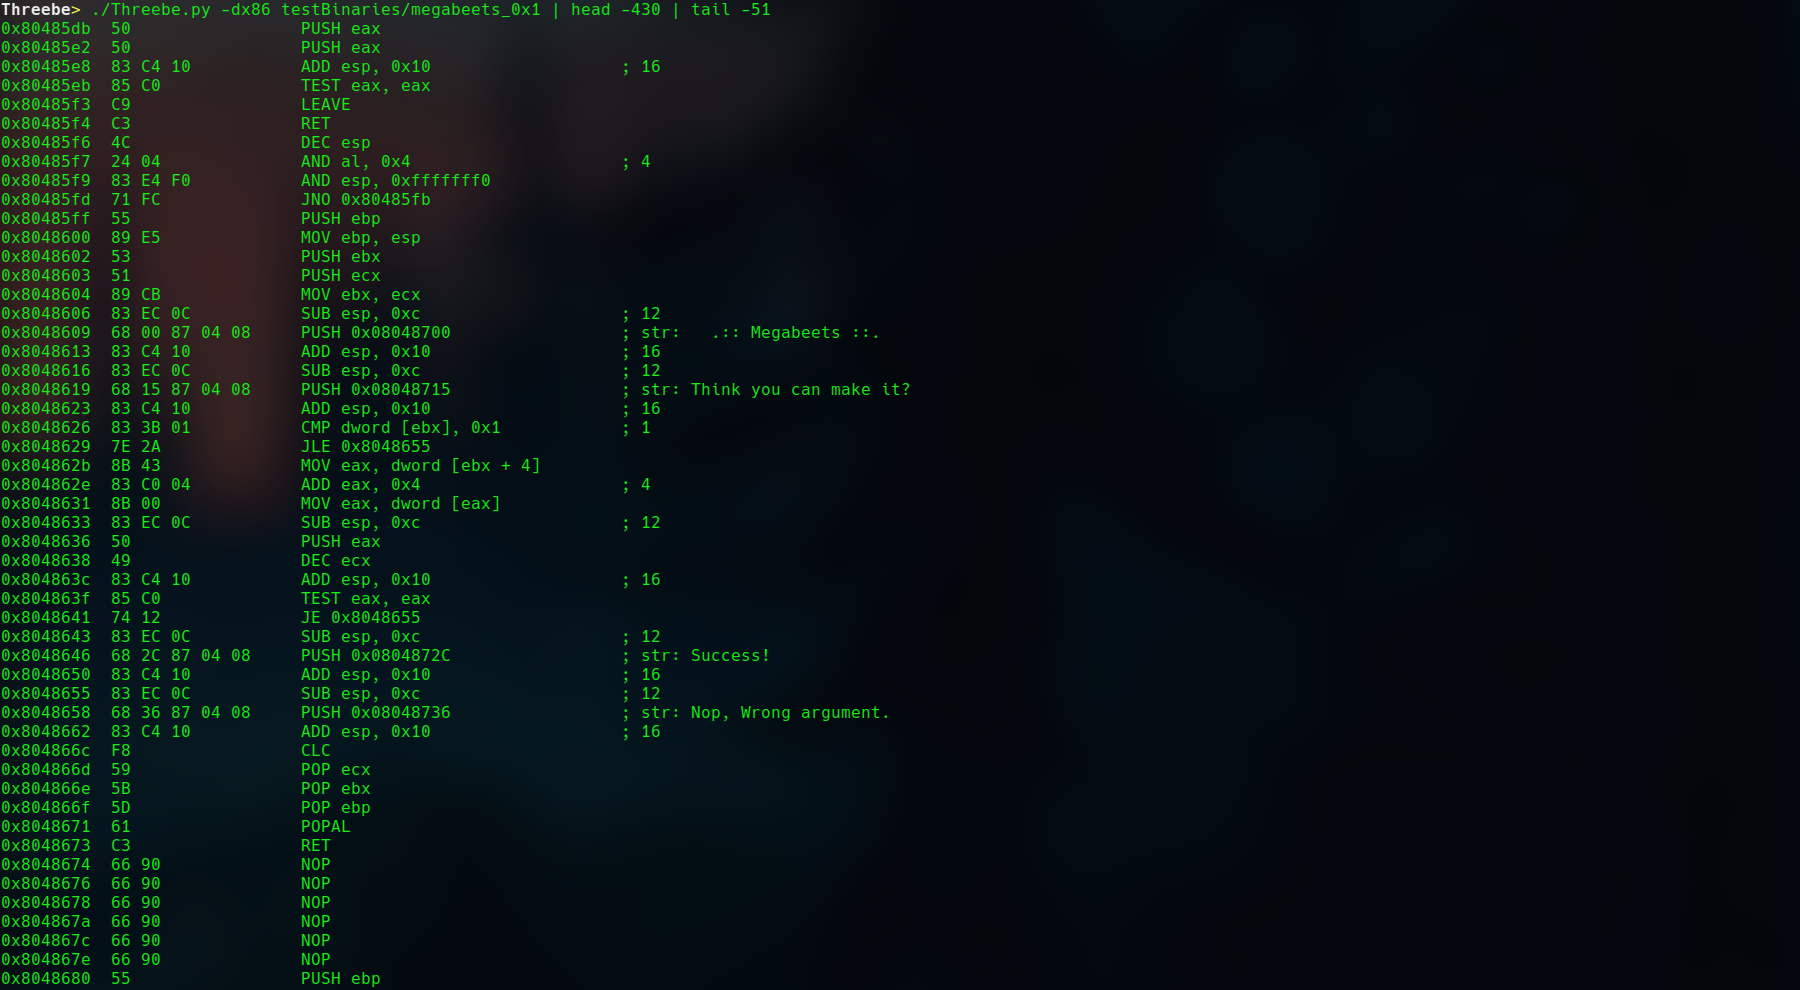 Threebe> ./Threebe.py -dx86 testBinaries/megabeets_0x1 | head -430 | tail -51
0x80485db  50                 PUSH eax
0x80485e2  50                 PUSH eax
0x80485e8  83 C4 10           ADD esp, 0x10                   ; 16
0x80485eb  85 C0              TEST eax, eax
0x80485f3  C9                 LEAVE
0x80485f4  C3                 RET
0x80485f6  4C                 DEC esp
0x80485f7  24 04              AND al, 0x4                     ; 4
0x80485f9  83 E4 F0           AND esp, 0xfffffff0
0x80485fd  71 FC              JNO 0x80485fb
0x80485ff  55                 PUSH ebp
0x8048600  89 E5              MOV ebp, esp
0x8048602  53                 PUSH ebx
0x8048603  51                 PUSH ecx
0x8048604  89 CB              MOV ebx, ecx
0x8048606  83 EC 0C           SUB esp, 0xc                    ; 12
0x8048609  68 00 87 04 08     PUSH 0x08048700                 ; str:   .:: Megabeets ::.
0x8048613  83 C4 10           ADD esp, 0x10                   ; 16
0x8048616  83 EC 0C           SUB esp, 0xc                    ; 12
0x8048619  68 15 87 04 08     PUSH 0x08048715                 ; str: Think you can make it?
0x8048623  83 C4 10           ADD esp, 0x10                   ; 16
0x8048626  83 3B 01           CMP dword [ebx], 0x1            ; 1
0x8048629  7E 2A              JLE 0x8048655
0x804862b  8B 43              MOV eax, dword [ebx + 4]
0x804862e  83 C0 04           ADD eax, 0x4                    ; 4
0x8048631  8B 00              MOV eax, dword [eax]
0x8048633  83 EC 0C           SUB esp, 0xc                    ; 12
0x8048636  50                 PUSH eax
0x8048638  49                 DEC ecx
0x804863c  83 C4 10           ADD esp, 0x10                   ; 16
0x804863f  85 C0              TEST eax, eax
0x8048641  74 12              JE 0x8048655
0x8048643  83 EC 0C           SUB esp, 0xc                    ; 12
0x8048646  68 2C 87 04 08     PUSH 0x0804872C                 ; str: Success!
0x8048650  83 C4 10           ADD esp, 0x10                   ; 16
0x8048655  83 EC 0C           SUB esp, 0xc                    ; 12
0x8048658  68 36 87 04 08     PUSH 0x08048736                 ; str: Nop, Wrong argument.
0x8048662  83 C4 10           ADD esp, 0x10                   ; 16
0x804866c  F8                 CLC
0x804866d  59                 POP ecx
0x804866e  5B                 POP ebx
0x804866f  5D                 POP ebp
0x8048671  61                 POPAL
0x8048673  C3                 RET
0x8048674  66 90              NOP
0x8048676  66 90              NOP
0x8048678  66 90              NOP
0x804867a  66 90              NOP
0x804867c  66 90              NOP
0x804867e  66 90              NOP
0x8048680  55                 PUSH ebp